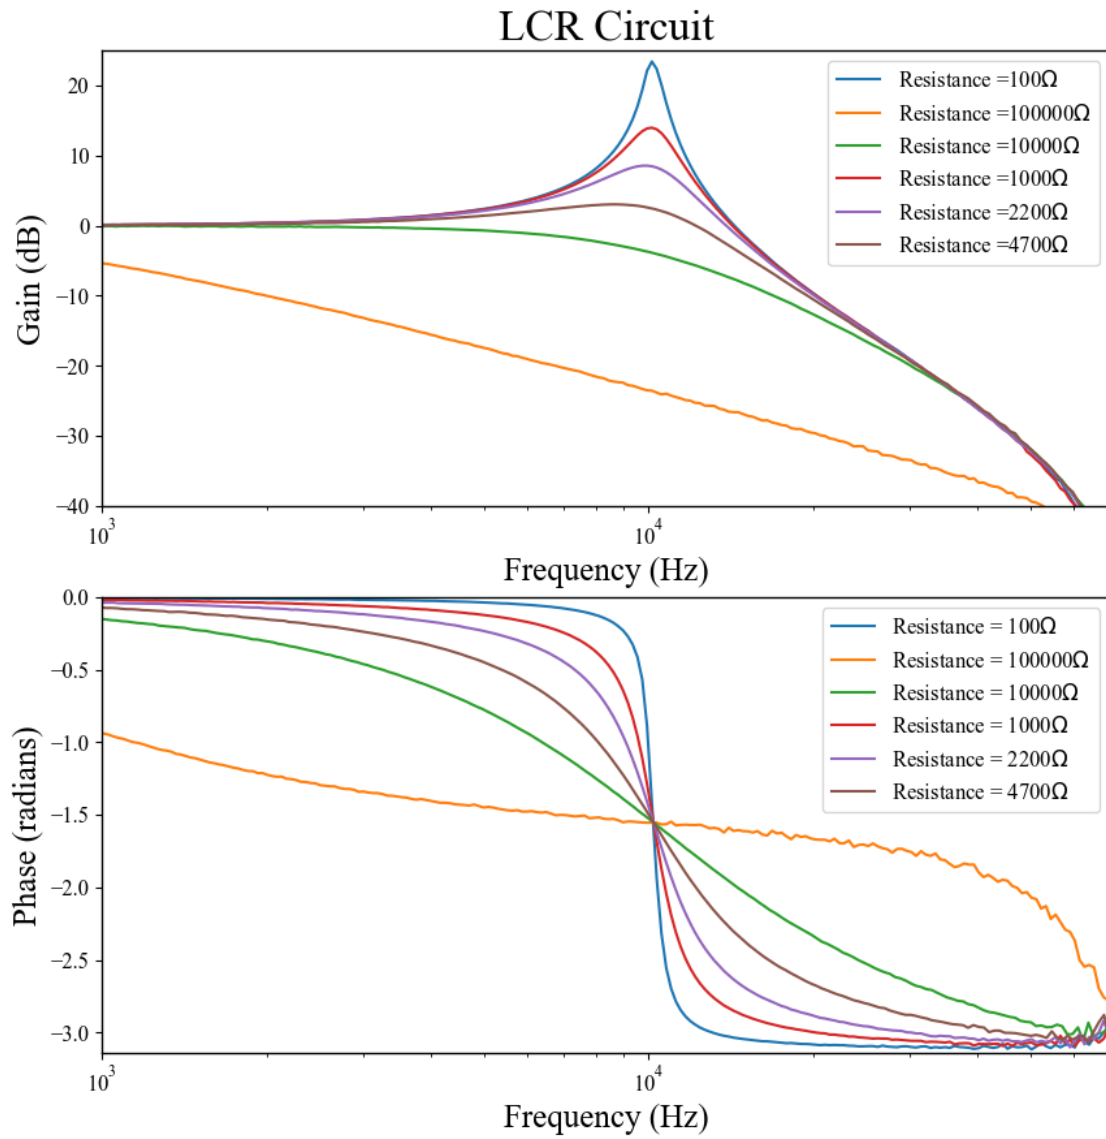 LCR Circuit
Gain (dB)
20
10
0
−10
−20
−30
−40
Resistance =100Ω
Resistance =100000Ω
Resistance =10000Ω
Resistance =1000Ω
Resistance =2200Ω
Resistance =4700Ω
10³
10⁴
Frequency (Hz)
Phase (radians)
0.0
−0.5
−1.0
−1.5
−2.0
−2.5
−3.0
Resistance = 100Ω
Resistance = 100000Ω
Resistance = 10000Ω
Resistance = 1000Ω
Resistance = 2200Ω
Resistance = 4700Ω
10³
10⁴
Frequency (Hz)